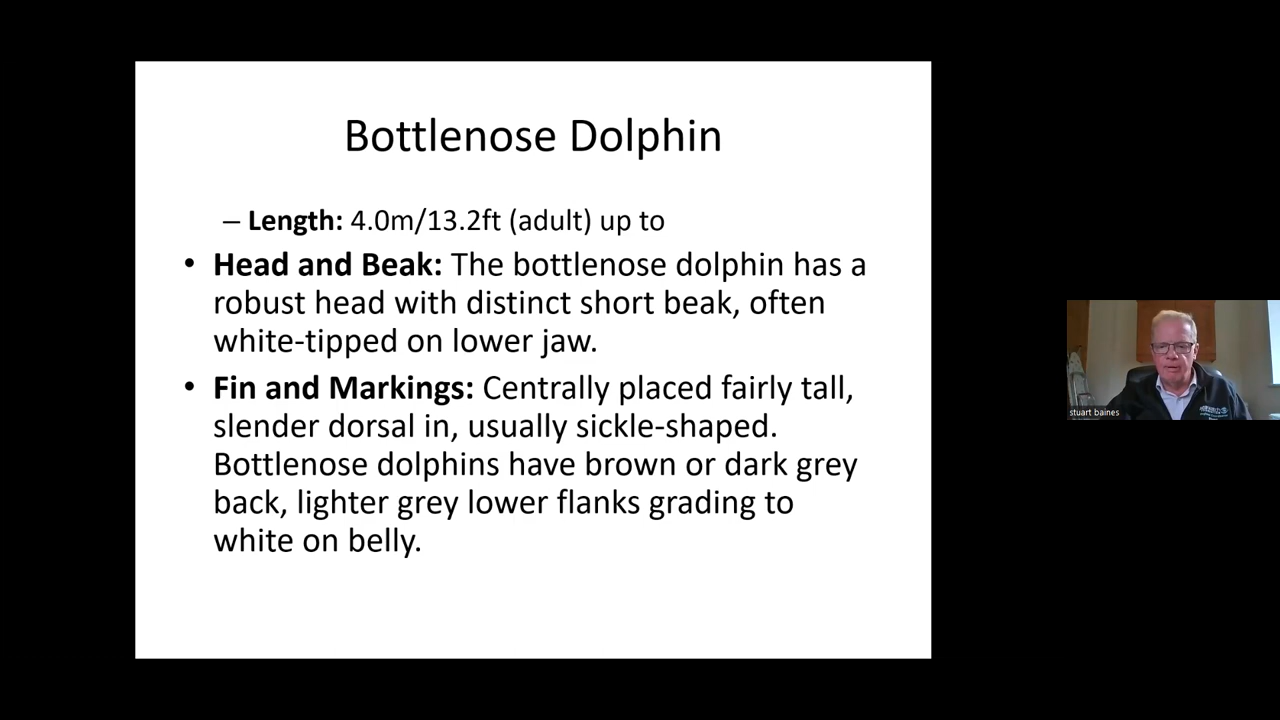 Bottlenose Dolphin
– Length: 4.0m/13.2ft (adult) up to
• Head and Beak: The bottlenose dolphin has a
robust head with distinct short beak, often
white-tipped on lower jaw.
• Fin and Markings: Centrally placed fairly tall,
slender dorsal in, usually sickle-shaped.
Bottlenose dolphins have brown or dark grey
back, lighter grey lower flanks grading to
white on belly.
stuart baines